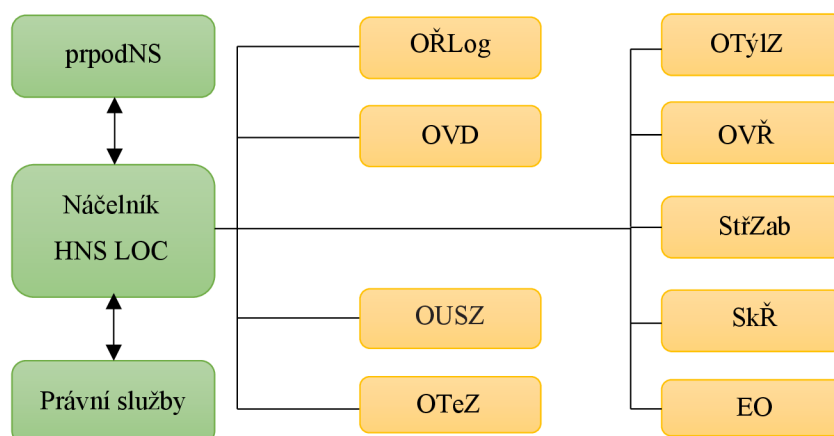 prpodNS
Náčelník
HNS LOC
Právní služby
OŘLog
OVD
OUSZ
OTeZ
OTýlZ
OVŘ
StřZab
SkŘ
EO